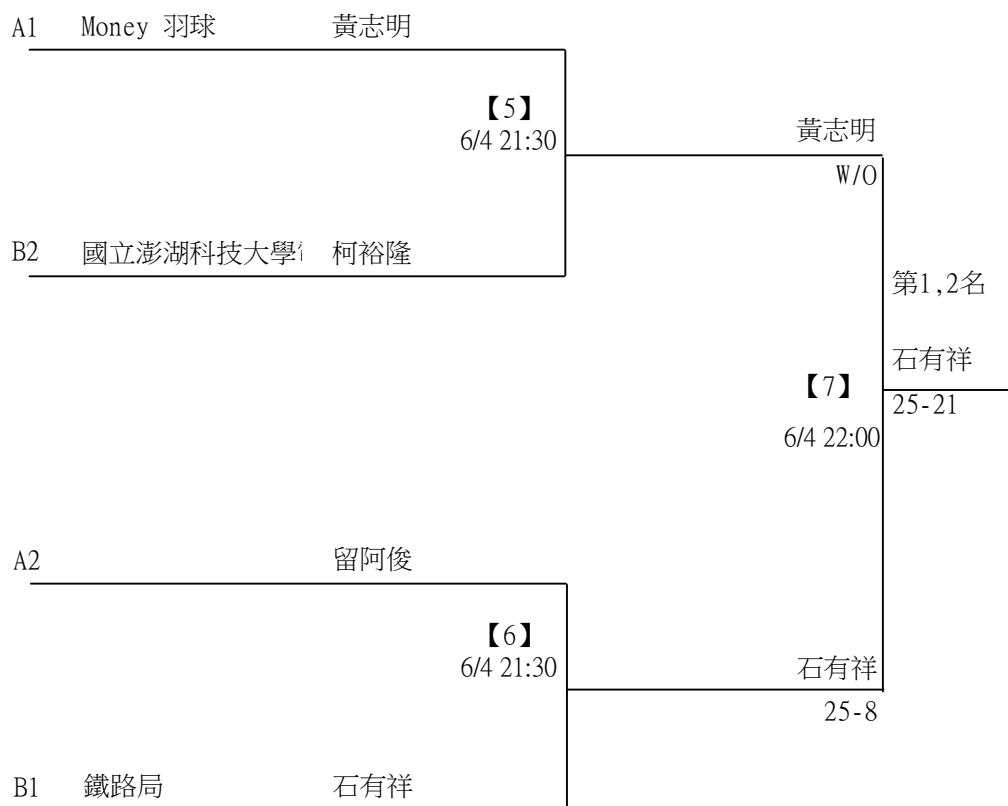 A1 Money 羽球 黃志明
【5】
6/4 21:30
黃志明
W/O
B2 國立澎湖科技大學 柯裕隆
第1,2名
石有祥
【7】
25-21
6/4 22:00
A2 留阿俊
【6】
6/4 21:30
石有祥
25-8
B1 鐵路局 石有祥